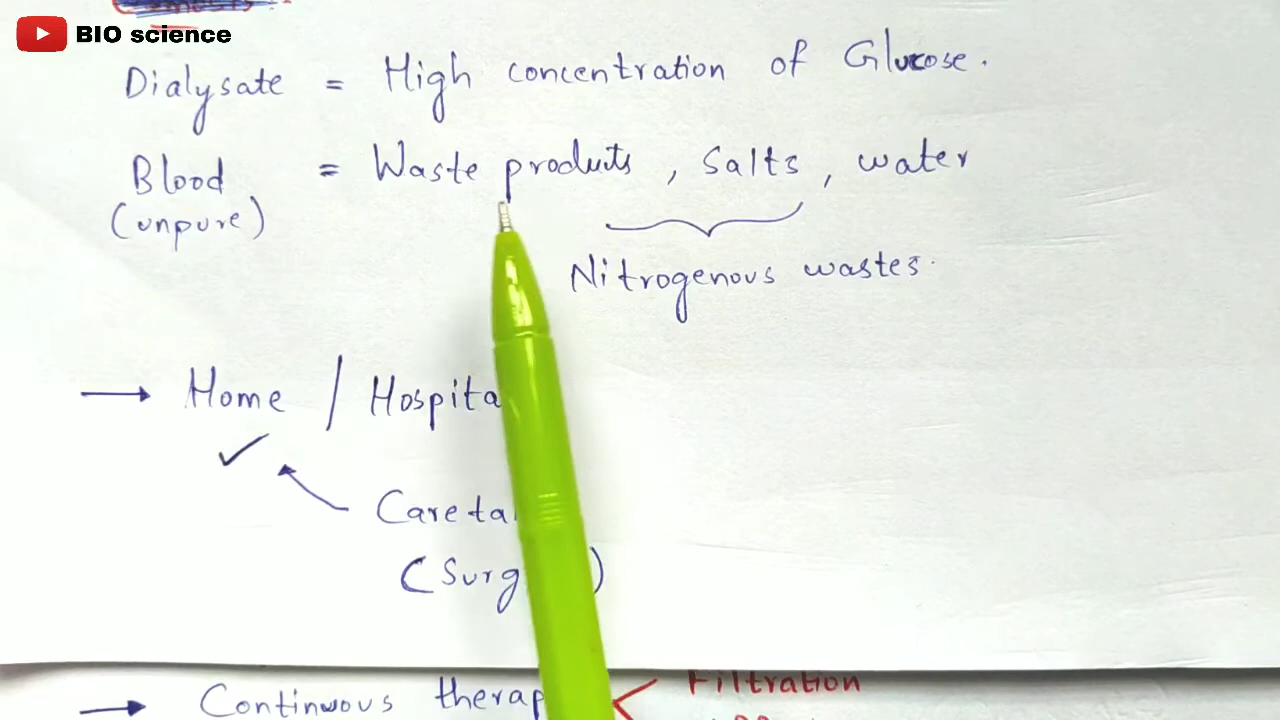 BIO science
Dialysate = High concentration of Glucose.
Blood = Waste products, salts, water
(unpure)
Nitrogenous wastes.
→ Home / Hospita
✓
Careta
(Surg )
→ Continuous therap
Filtration